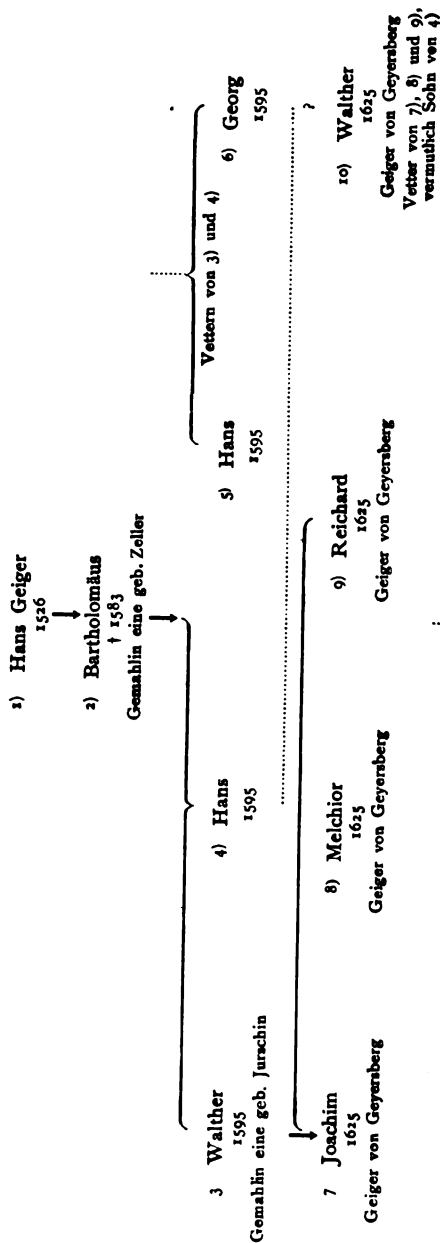 1) Hans Geiger
1526
2) Bartholomäus
† 1583
Gemahlin eine geb. Zeller
3 Walther
1595
Gemahlin eine geb. Jurschin
4) Hans
1595
5) Hans
1595
Vettern von 3) und 4)
6) Georg
1595
7 Joachim
1625
Geiger von Geyersberg
8) Melchior
1625
Geiger von Geyersberg
9) Reichard
1625
Geiger von Geyersberg
?
10) Walther
1625
Geiger von Geyersberg
Vetter von 7), 8) und 9),
vermutlich Sohn von 4)